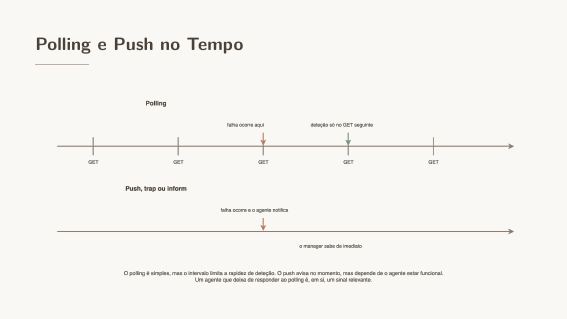 Polling e Push no Tempo
Polling
falha ocorre aqui
deteção só no GET seguinte
GET
GET
GET
GET
GET
Push, trap ou inform
falha ocorre e o agente notifica
o manager sabe de imediato
O polling é simples, mas o intervalo limita a rapidez de deteção. O push avisa no momento, mas depende de o agente estar funcional.
Um agente que deixa de responder ao polling é, em si, um sinal relevante.